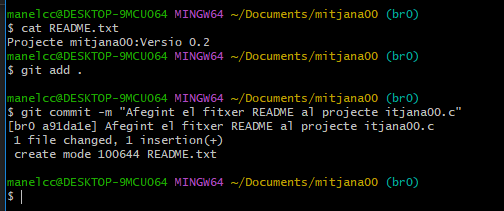 manelcc@DESKTOP-9MCU064 MINGW64 ~/Documents/mitjana00 (br0)
$ cat README.txt
Projecte mitjana00:Versio 0.2
manelcc@DESKTOP-9MCU064 MINGW64 ~/Documents/mitjana00 (br0)
$ git add .
manelcc@DESKTOP-9MCU064 MINGW64 ~/Documents/mitjana00 (br0)
$ git commit -m "Afegint el fitxer README al projecte itjana00.c"
[br0 a91da1e] Afegint el fitxer README al projecte itjana00.c
1 file changed, 1 insertion(+)
create mode 100644 README.txt
manelcc@DESKTOP-9MCU064 MINGW64 ~/Documents/mitjana00 (br0)
$